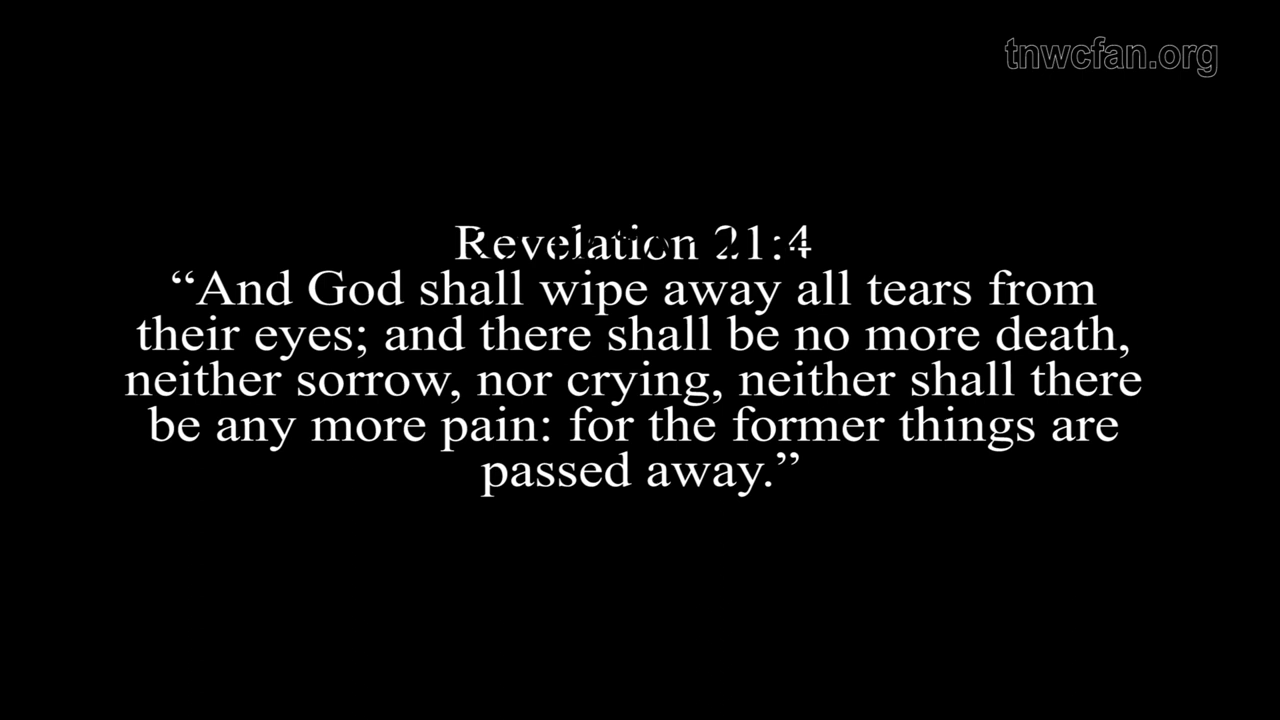 tnwcfan.org
Revelation 21:4
“And God shall wipe away all tears from
their eyes; and there shall be no more death,
neither sorrow, nor crying, neither shall there
be any more pain: for the former things are
passed away.”